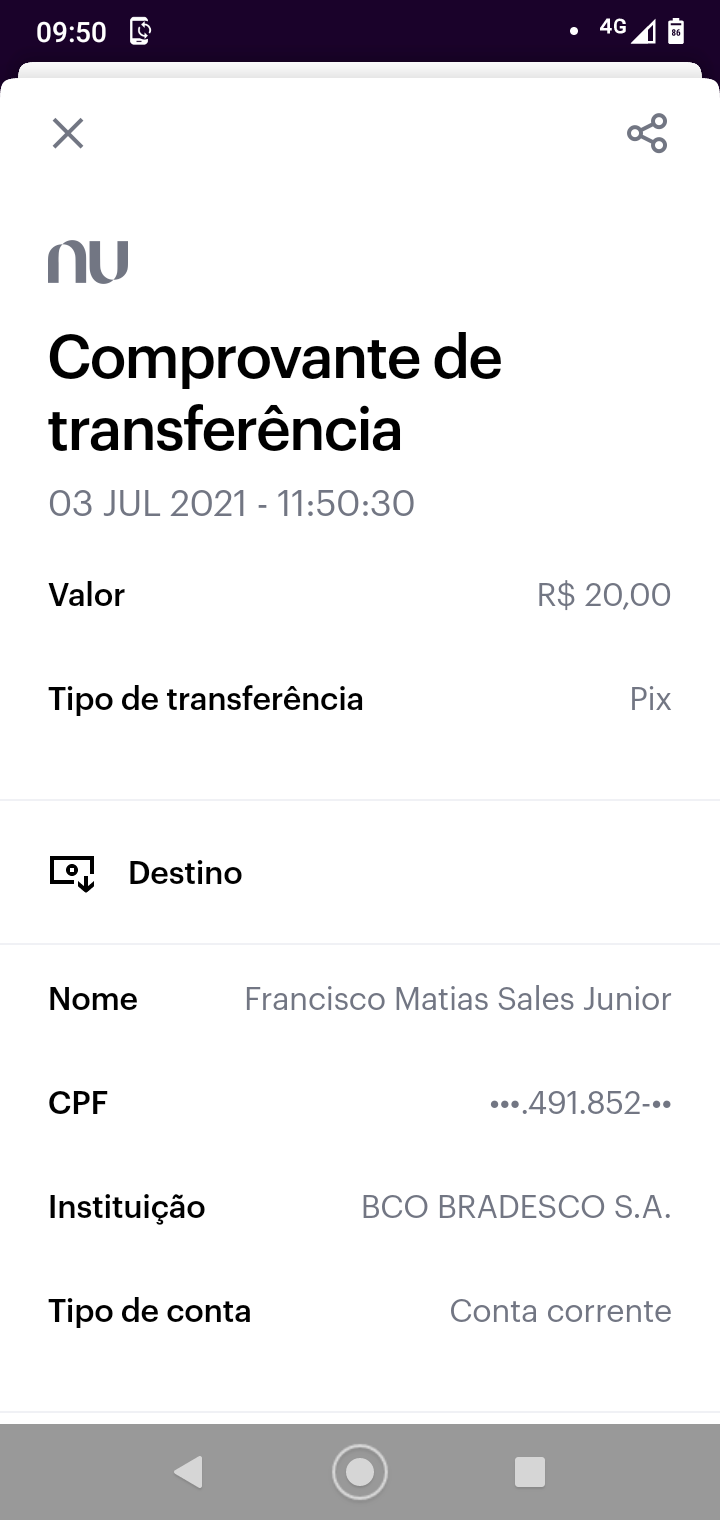 09:50
4G
86
nu
Comprovante de
transferência
03 JUL 2021 - 11:50:30
Valor R$ 20,00
Tipo de transferência Pix
Destino
Nome Francisco Matias Sales Junior
CPF •••.491.852-••
Instituição BCO BRADESCO S.A.
Tipo de conta Conta corrente